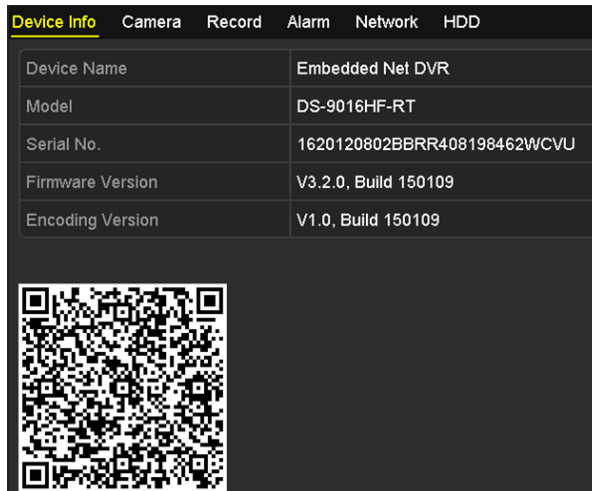 Device Info Camera Record Alarm Network HDD
Device Name Embedded Net DVR
Model DS-9016HF-RT
Serial No. 1620120802BBRR408198462WCVU
Firmware Version V3.2.0, Build 150109
Encoding Version V1.0, Build 150109